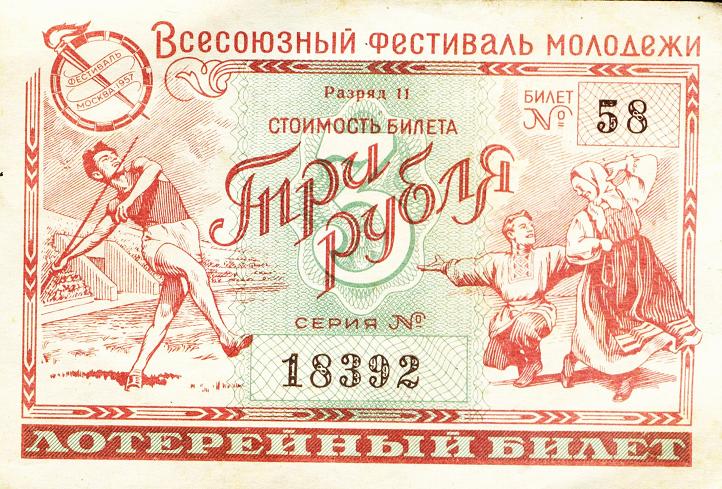 Всесоюзный фестиваль молодежи
ФЕСТИВАЛЬ
МОСКВА 1957
Разряд 11
СТОИМОСТЬ БИЛЕТА
БИЛЕТ
№ 58
3
Три
рубля
СЕРИЯ №
18392
ЛОТЕРЕЙНЫЙ БИЛЕТ